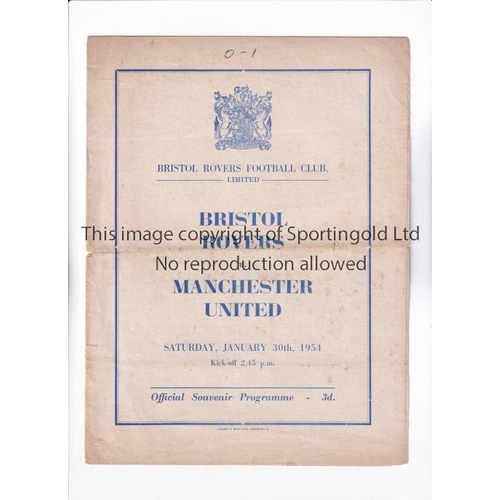 0-1
BRISTOL ROVERS FOOTBALL CLUB,
LIMITED
BRISTOL
This image copyright of Sportingold Ltd
ROVERS
No reproduction allowed
MANCHESTER
UNITED
SATURDAY, JANUARY 30th, 1954
Kick-off 2.45 p.m.
Official Souvenir Programme - 3d.